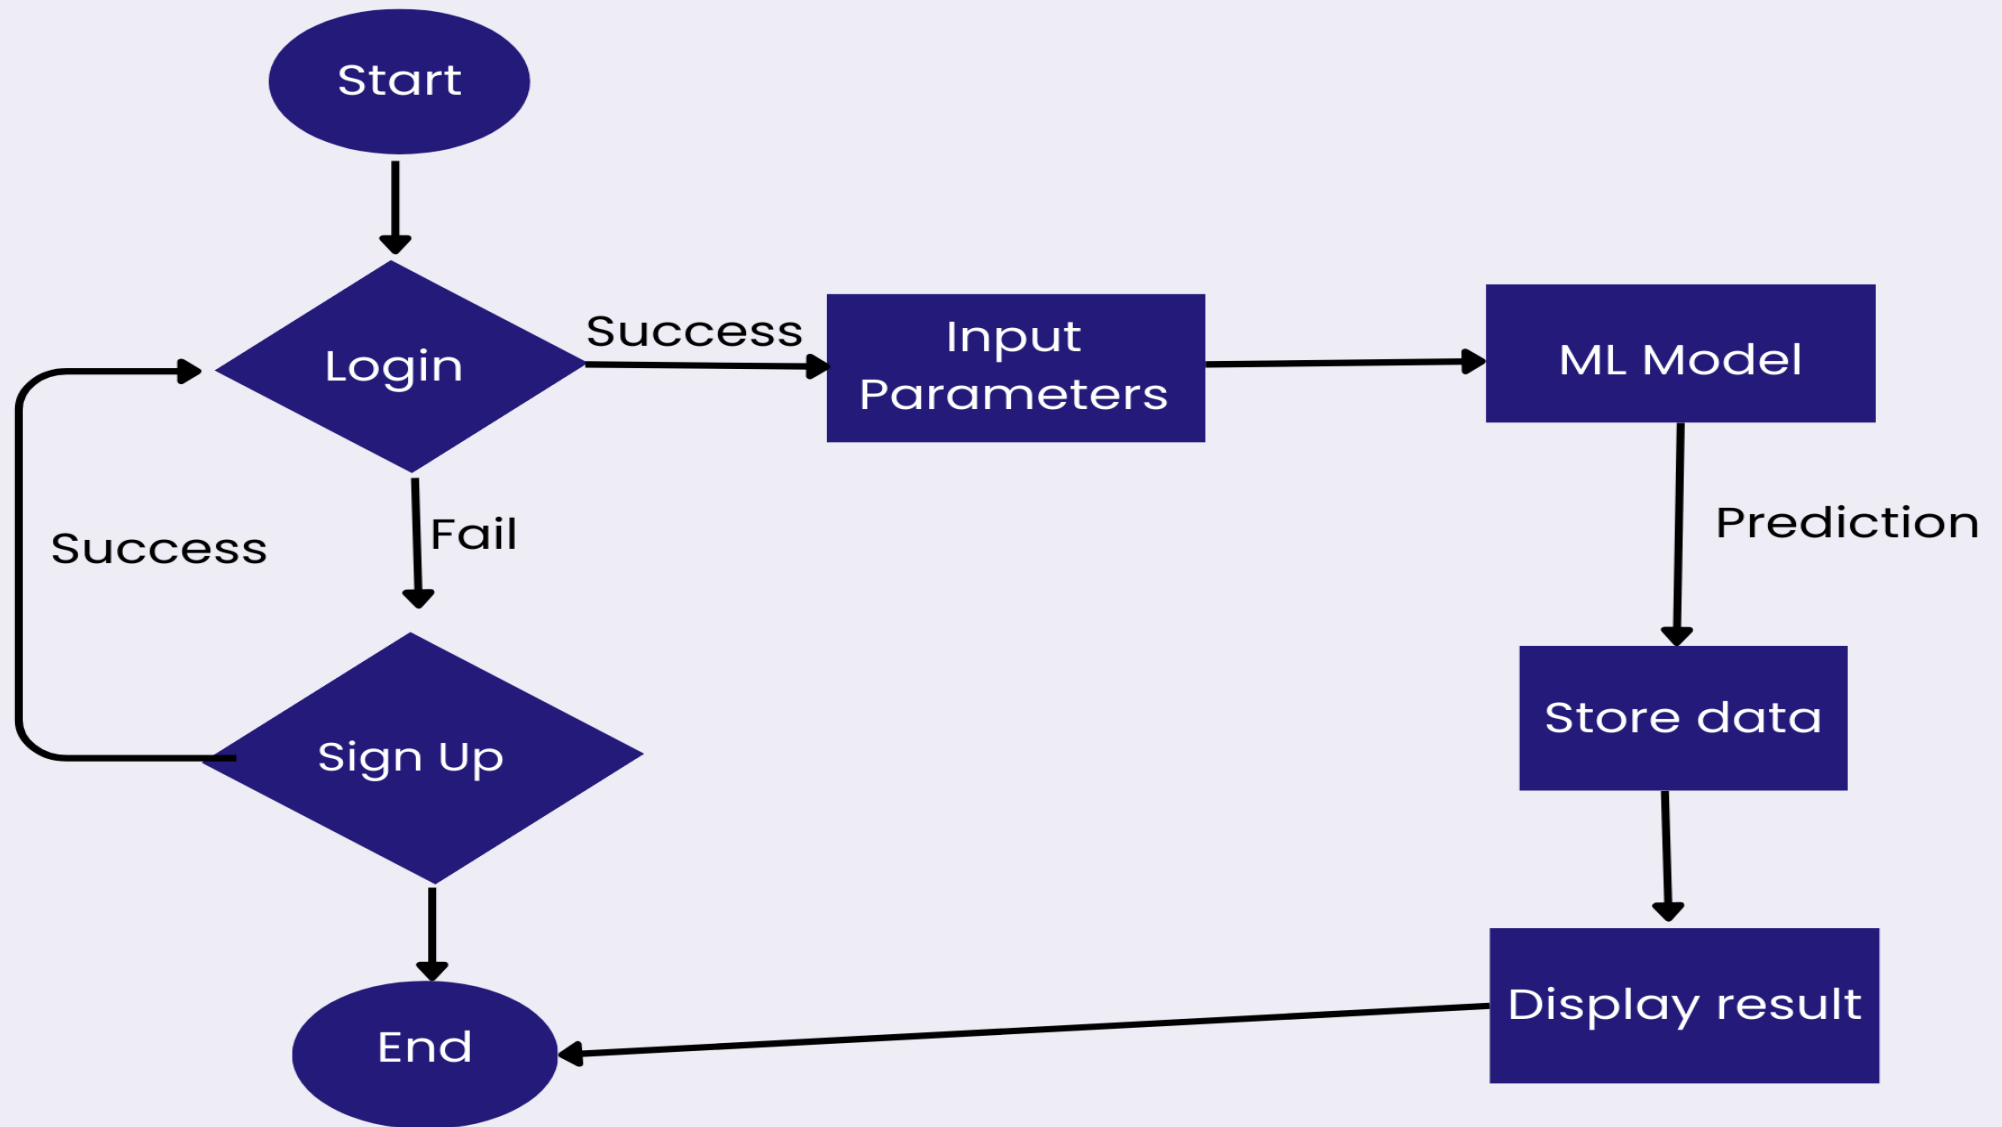 Start
Login
Success
Input
Parameters
ML Model
Success
Fail
Prediction
Sign Up
Store data
End
Display result